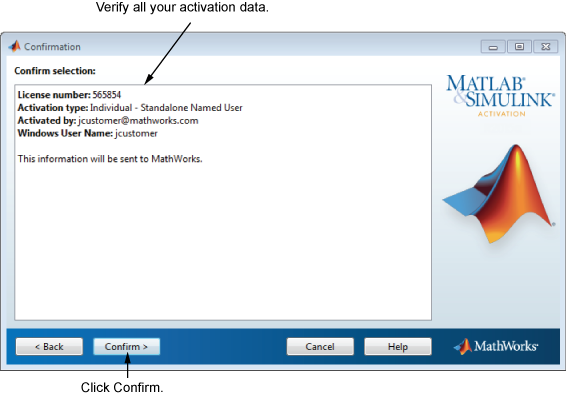 Verify all your activation data.
Confirmation
Confirm selection:
License number: 565854
Activation type: Individual - Standalone Named User
Activated by: jcustomer@mathworks.com
Windows User Name: jcustomer
This information will be sent to MathWorks.
MATLAB®
&SIMULINK®
ACTIVATION
< Back
Confirm >
Cancel
Help
MathWorks®
Click Confirm.